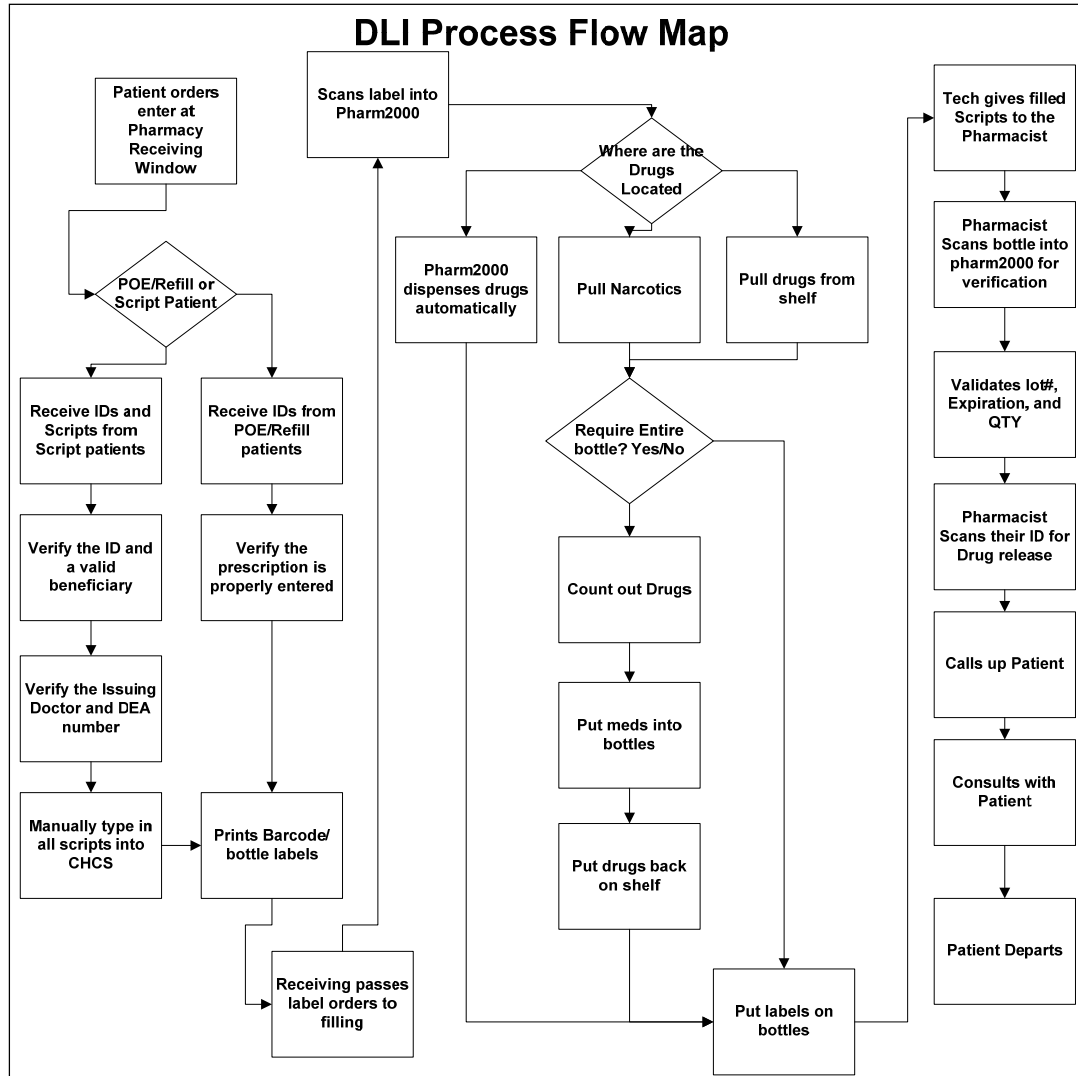 DLI Process Flow Map
Patient orders
enter at
Pharmacy
Receiving
Window
POE/Refill or
Script Patient
Receive IDs and
Scripts from
Script patients
Receive IDs from
POE/Refill
patients
Verify the ID and
a valid
beneficiary
Verify the
prescription is
properly entered
Verify the Issuing
Doctor and DEA
number
Manually type in
all scripts into
CHCS
Prints Barcode/
bottle labels
Receiving passes
label orders to
filling
Scans label into
Pharm2000
Where are the
Drugs
Located
Pharm2000
dispenses drugs
automatically
Pull Narcotics
Pull drugs from
shelf
Require Entire
bottle? Yes/No
Count out Drugs
Put meds into
bottles
Put drugs back
on shelf
Put labels on
bottles
Tech gives filled
Scripts to the
Pharmacist
Pharmacist
Scans bottle into
pharm2000 for
verification
Validates lot#,
Expiration, and
QTY
Pharmacist
Scans their ID for
Drug release
Calls up Patient
Consults with
Patient
Patient Departs